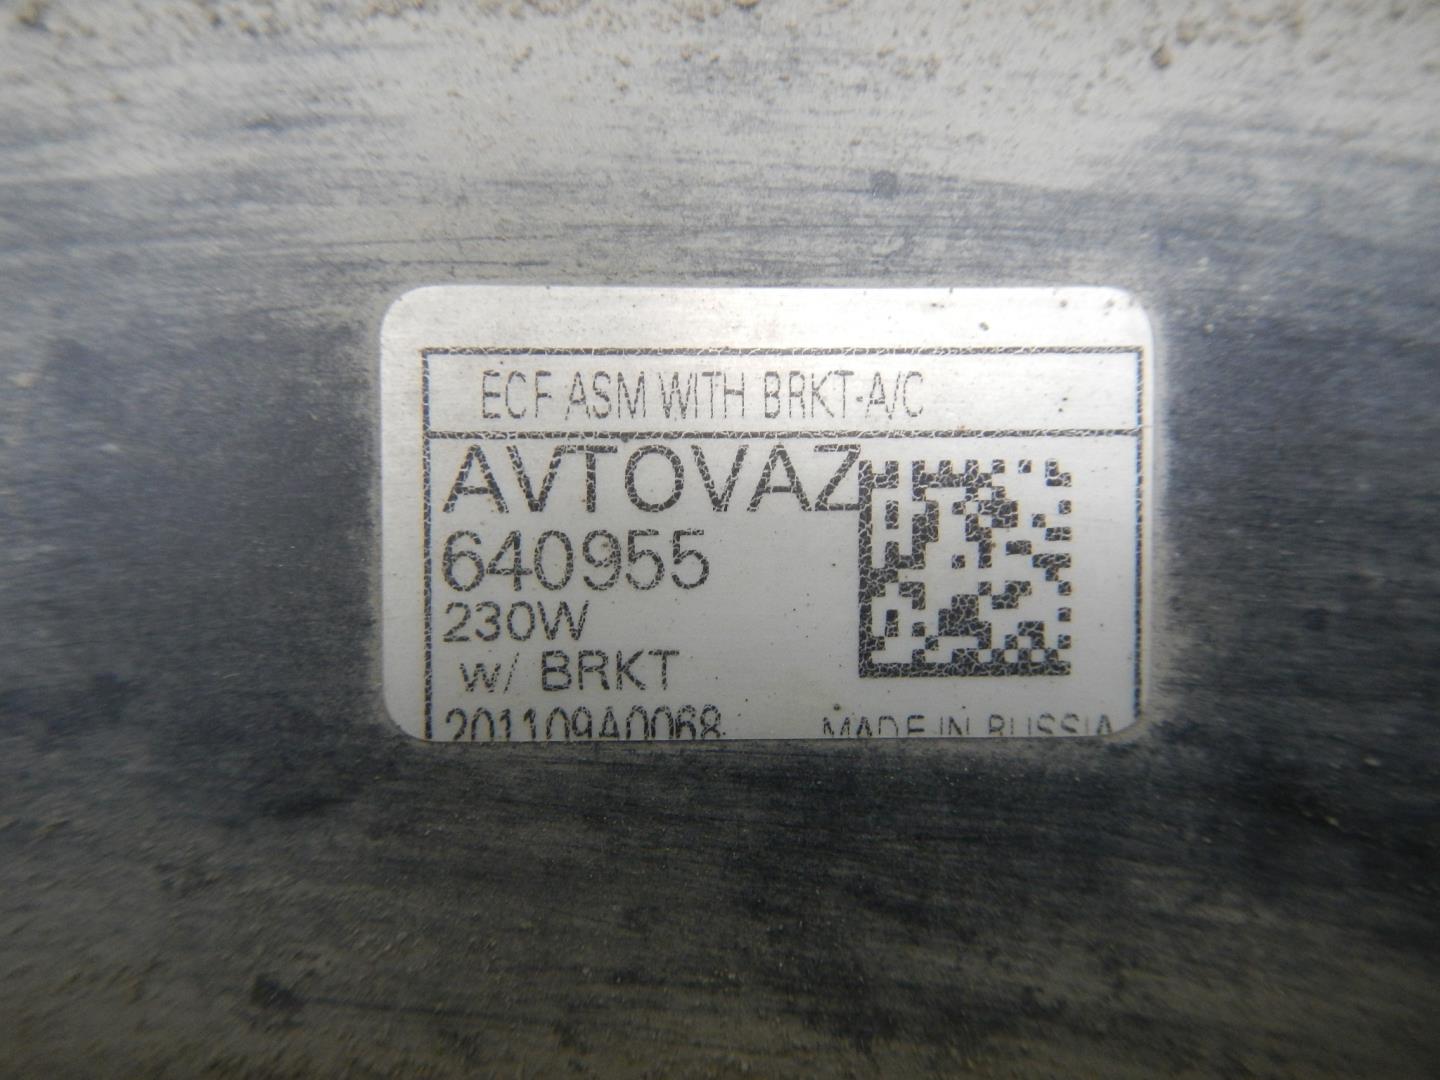 ECF ASM WITH BRKT-A/C
AVTOVAZ
640955
230W
w/ BRKT
201109A0068
MADE IN RUSSIA